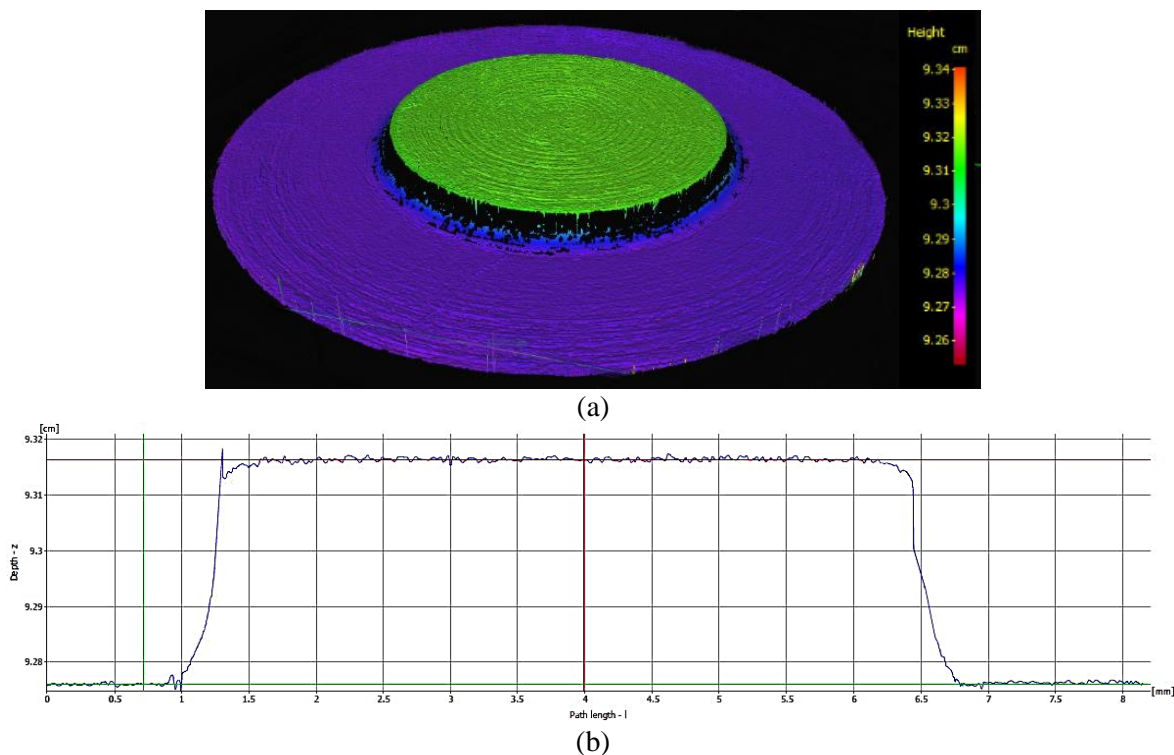 Height
cm
9.34
9.33
9.32
9.31
9.3
9.29
9.28
9.27
9.26
(a)
[cm]
9.32
9.31
9.3
9.29
9.28
Depth - z
0 0.5 1 1.5 2 2.5 3 3.5 4 4.5 5 5.5 6 6.5 7 7.5 8 [mm]
Path length - l
(b)